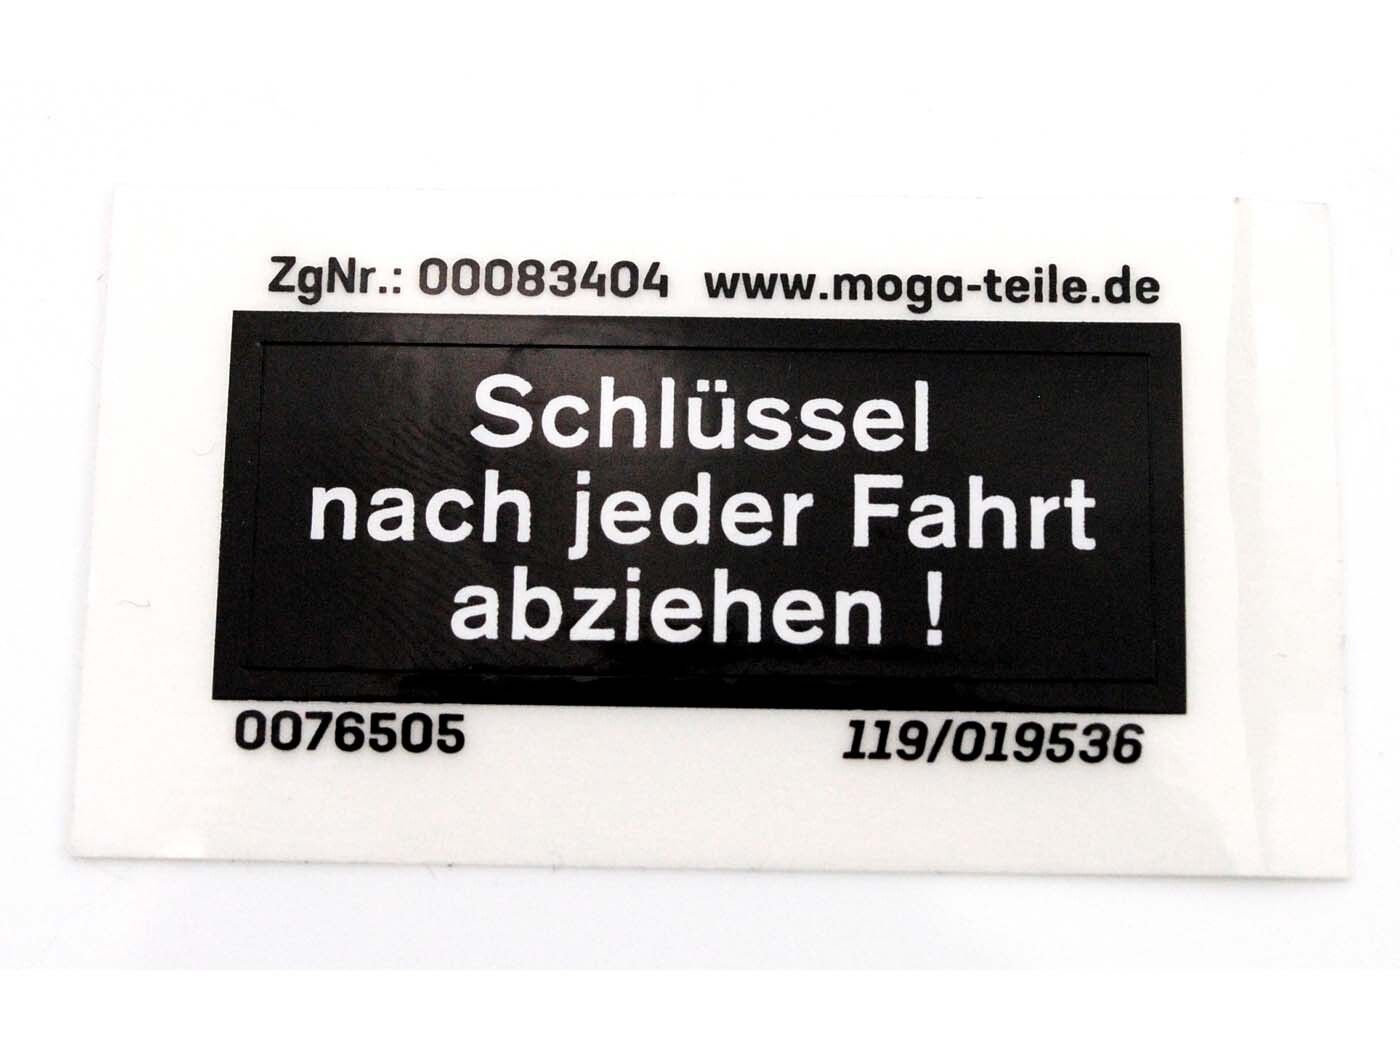 ZgNr.: 00083404 www.moga-teile.de
Schlüssel
nach jeder Fahrt
abziehen !
0076505 119/019536